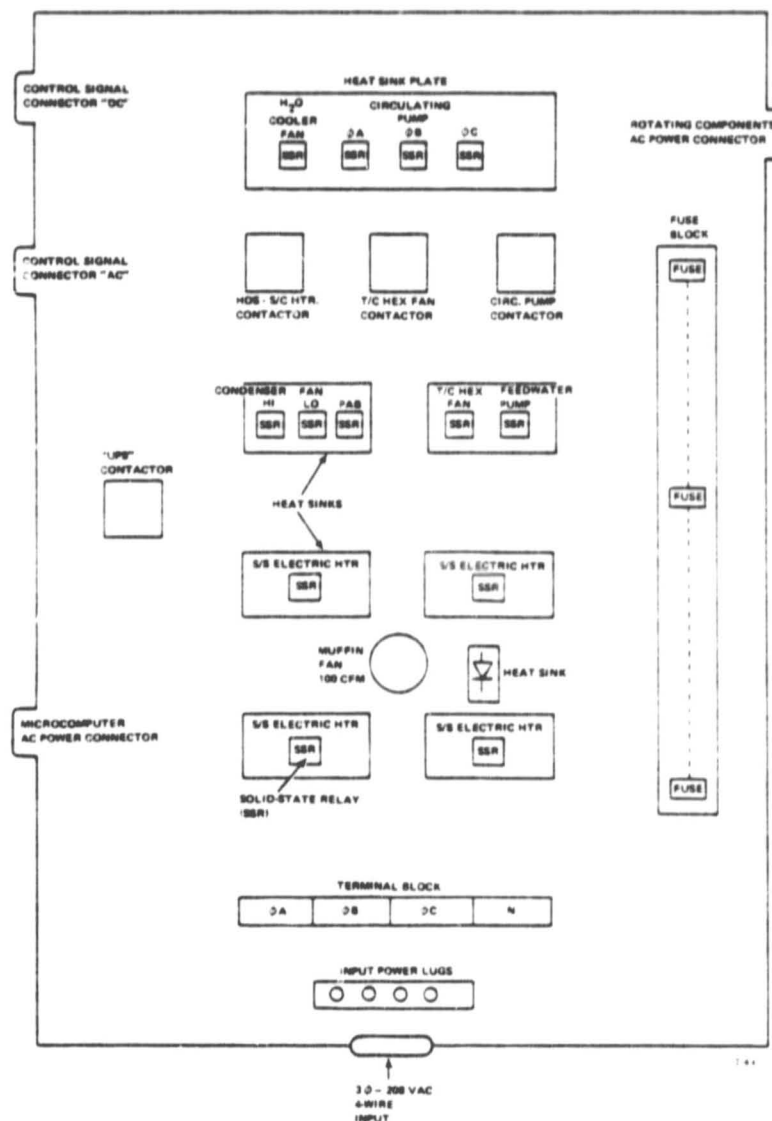 HEAT SINK PLATE
CONTROL SIGNAL
CONNECTOR "DC"
H2O
COOLER
FAN
CIRCULATING
PUMP
ØA
ØB
ØC
SSR
SSR
SSR
SSR
ROTATING COMPONENTS
AC POWER CONNECTOR
FUSE
BLOCK
FUSE
CONTROL SIGNAL
CONNECTOR "AC"
S/C HTR.
CONTACTOR
T/C HEX FAN
CONTACTOR
CIRC. PUMP
CONTACTOR
CONDENSER FAN
HI
LO
SSR
SSR
SSR
T/C HEX
FAN
FEEDWATER
PUMP
SSR
SSR
CONTACTOR
HEAT SINKS
FUSE
S/S ELECTRIC HTR
SSR
S/S ELECTRIC HTR
SSR
MUFFIN
FAN
100 CFM
HEAT SINK
MICROCOMPUTER
AC POWER CONNECTOR
S/S ELECTRIC HTR
SSR
S/S ELECTRIC HTR
SSR
SOLID-STATE RELAY
(SSR)
FUSE
TERMINAL BLOCK
ØA
ØB
ØC
N
INPUT POWER LUGS
3 Ø – 208 VAC
4-WIRE
INPUT